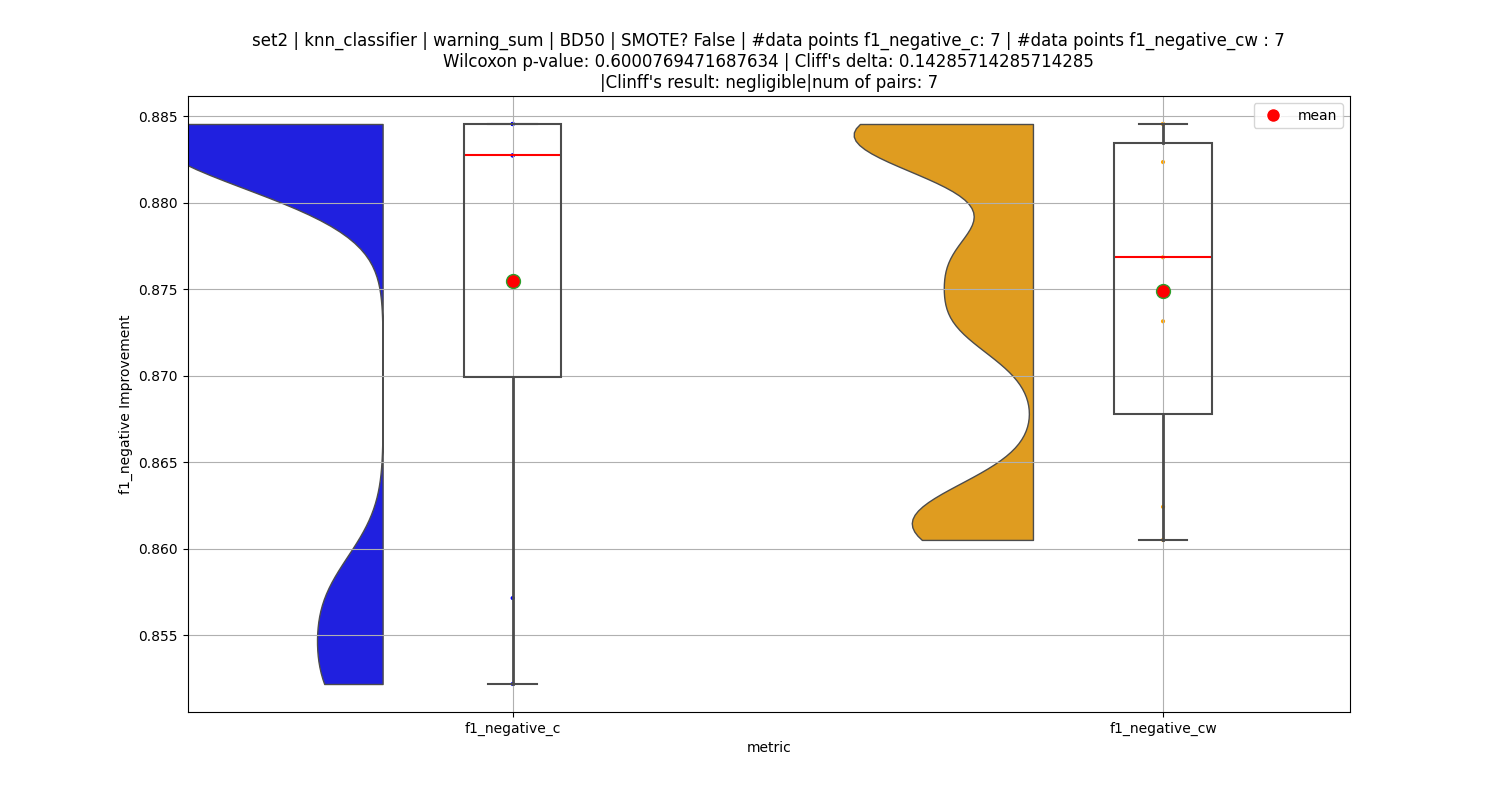 set2 | knn_classifier | warning_sum | BD50 | SMOTE? False | #data points f1_negative_c: 7 | #data points f1_negative_cw : 7
Wilcoxon p-value: 0.6000769471687634 | Cliff's delta: 0.14285714285714285
|Clinff's result: negligible|num of pairs: 7
mean
0.885
0.880
0.875
0.870
0.865
0.860
0.855
f1_negative Improvement
f1_negative_c
f1_negative_cw
metric